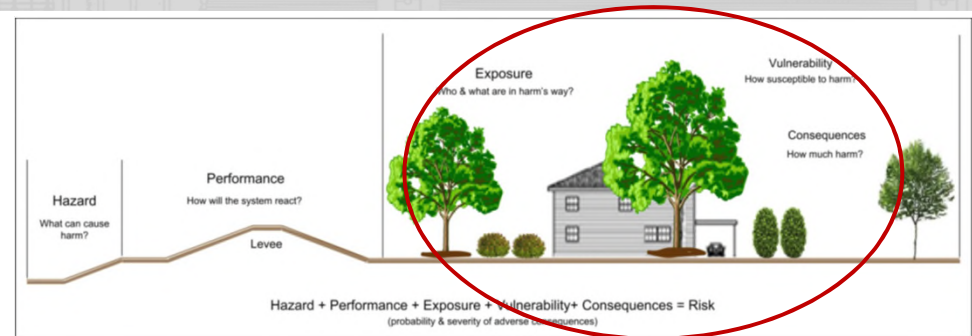 Hazard
What can cause
harm?
Performance
How will the system react?
Levee
Exposure
Who & what are in harm's way?
Vulnerability
How susceptible to harm?
Consequences
How much harm?
Hazard + Performance + Exposure + Vulnerability+ Consequences = Risk
(probability & severity of adverse consequences)